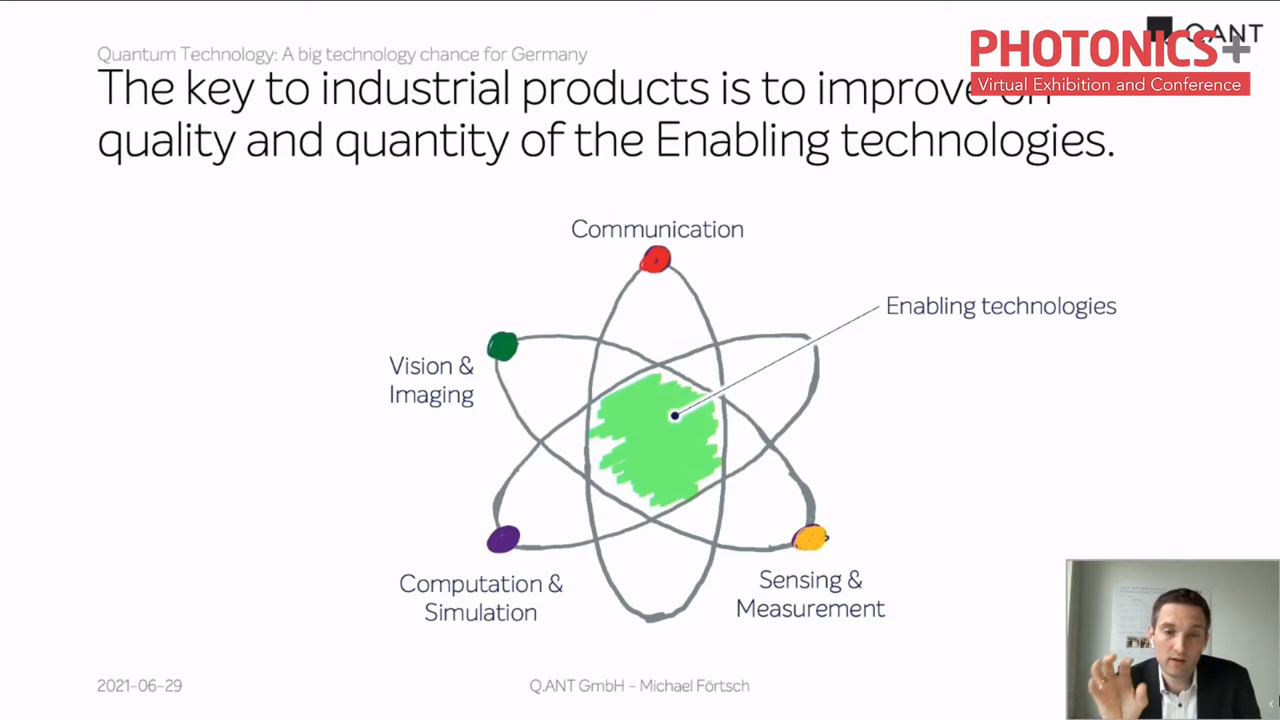 Quantum Technology: A big technology chance for Germany
Q.ANT
PHOTONICS+
Virtual Exhibition and Conference
The key to industrial products is to improve on
quality and quantity of the Enabling technologies.
Communication
Enabling technologies
Vision &
Imaging
Computation &
Simulation
Sensing &
Measurement
2021-06-29
Q.ANT GmbH – Michael Förtsch